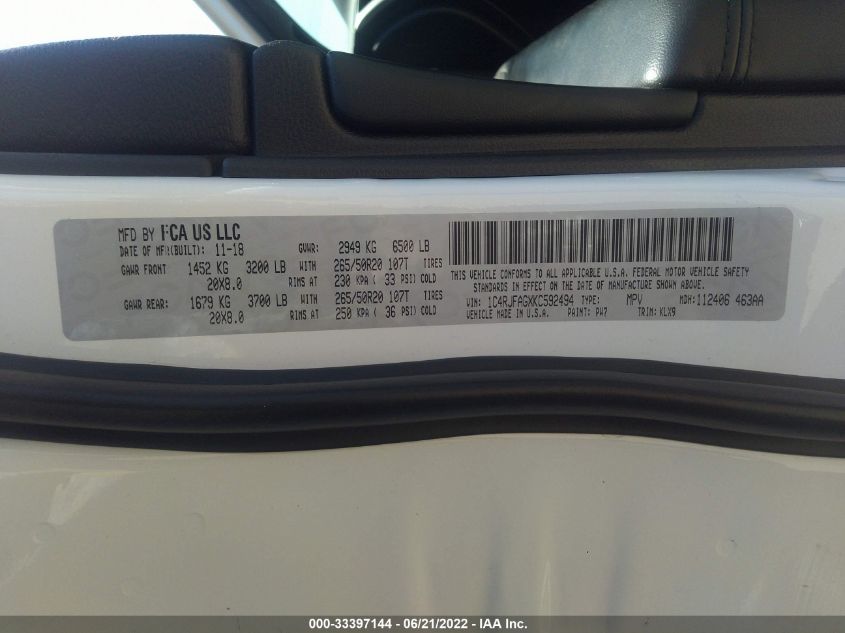 MFD BY FCA US LLC
DATE OF MFR(BUILT): 11-18 GVWR: 2949 KG 6500 LB
GAWR FRONT 1452 KG 3200 LB WITH 265/50R20 107T TIRES
20X8.0 RIMS AT 230 KPA ( 33 PSI) COLD
GAWR REAR: 1679 KG 3700 LB WITH 265/50R20 107T TIRES
20X8.0 RIMS AT 250 KPA ( 36 PSI) COLD
THIS VEHICLE CONFORMS TO ALL APPLICABLE U.S.A. FEDERAL MOTOR VEHICLE SAFETY
STANDARDS IN EFFECT ON THE DATE OF MANUFACTURE SHOWN ABOVE.
VIN: 1C4RJFAGXKC592494 TYPE: MPV MDH: 112406 463AA
VEHICLE MADE IN U.S.A. PAINT: PW7 TRIM: KLX9
000-33397144 - 06/21/2022 - IAA Inc.